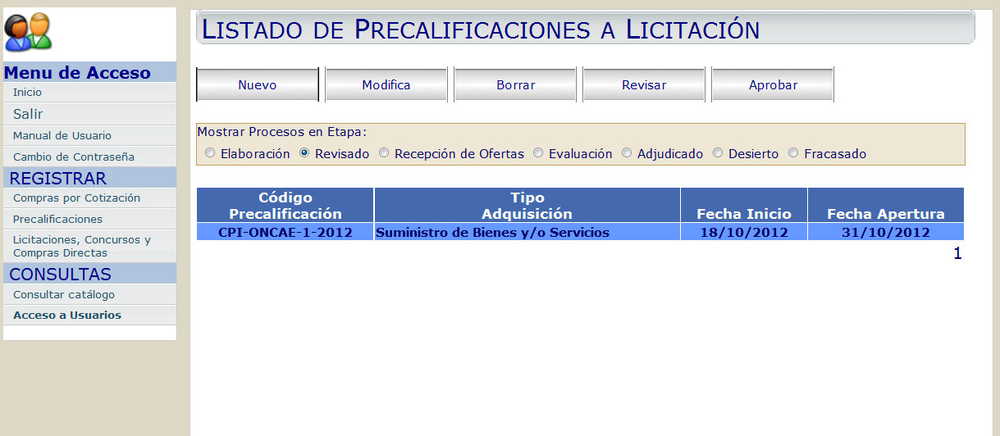 Menu de Acceso
Inicio
Salir
Manual de Usuario
Cambio de Contraseña
REGISTRAR
Compras por Cotización
Precalificaciones
Licitaciones, Concursos y
Compras Directas
CONSULTAS
Consultar catálogo
Acceso a Usuarios
LISTADO DE PRECALIFICACIONES A LICITACIÓN
Nuevo Modifica Borrar Revisar Aprobar
Mostrar Procesos en Etapa:
Elaboración Revisado Recepción de Ofertas Evaluación Adjudicado Desierto Fracasado
Código Tipo
Precalificación Adquisición Fecha Inicio Fecha Apertura
CPI-ONCAE-1-2012 Suministro de Bienes y/o Servicios 18/10/2012 31/10/2012
1